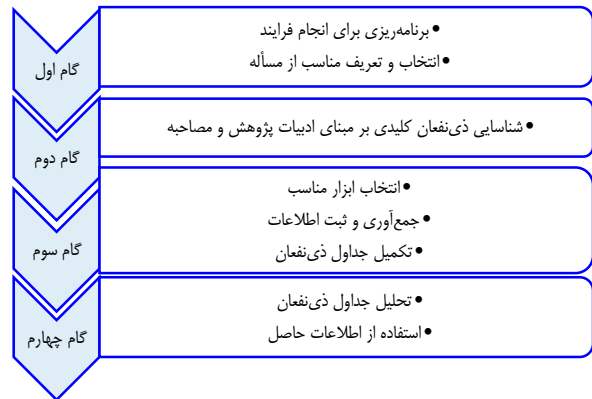 گام اول
•برنامه‌ریزی برای انجام فرایند
•انتخاب و تعریف مناسب از مسأله
گام دوم
•شناسایی ذی‌نفعان کلیدی بر مبنای ادبیات پژوهش و مصاحبه
گام سوم
•انتخاب ابزار مناسب
•جمع‌آوری و ثبت اطلاعات
•تکمیل جداول ذی‌نفعان
گام چهارم
•تحلیل جداول ذی‌نفعان
•استفاده از اطلاعات حاصل